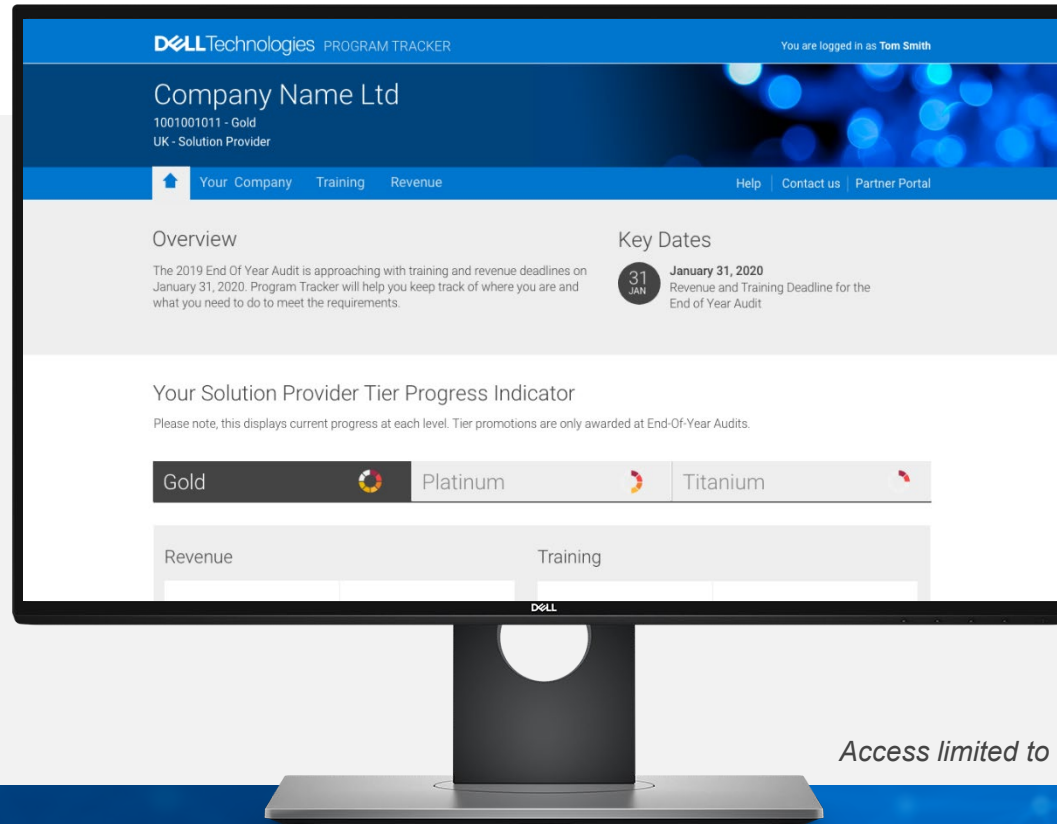 DELLTechnologies PROGRAM TRACKER
You are logged in as Tom Smith
Company Name Ltd
1001001011 - Gold
UK - Solution Provider
Your Company Training Revenue
Help Contact us Partner Portal
Overview
The 2019 End Of Year Audit is approaching with training and revenue deadlines on
January 31, 2020. Program Tracker will help you keep track of where you are and
what you need to do to meet the requirements.
Key Dates
31
JAN
January 31, 2020
Revenue and Training Deadline for the
End of Year Audit
Your Solution Provider Tier Progress Indicator
Please note, this displays current progress at each level. Tier promotions are only awarded at End-Of-Year Audits.
Gold Platinum Titanium
Revenue Training
DELL
Access limited to